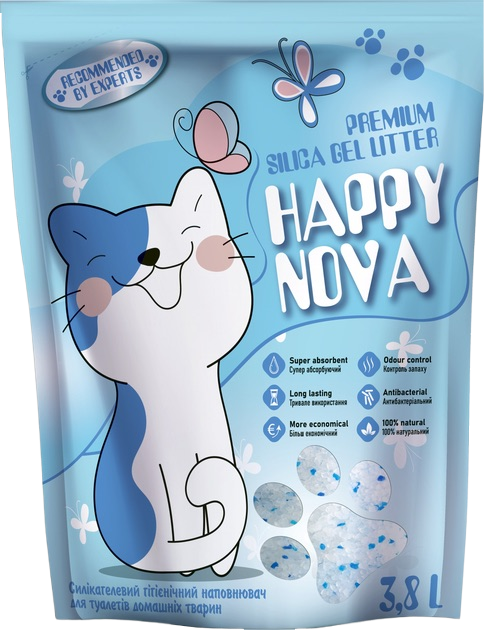 RECOMMENDED
BY EXPERTS
PREMIUM
SILICA GEL LITTER
HAPPY
NOVA
Super absorbent
Супер абсорбуючий
Odour control
Контроль запаху
Long lasting
Тривале використання
Antibacterial
Антибактеріальний
More economical
Більш економічний
100% natural
100% натуральний
Силікагелевий гігієнічний наповнювач
для туалетів домашніх тварин
3,8 L